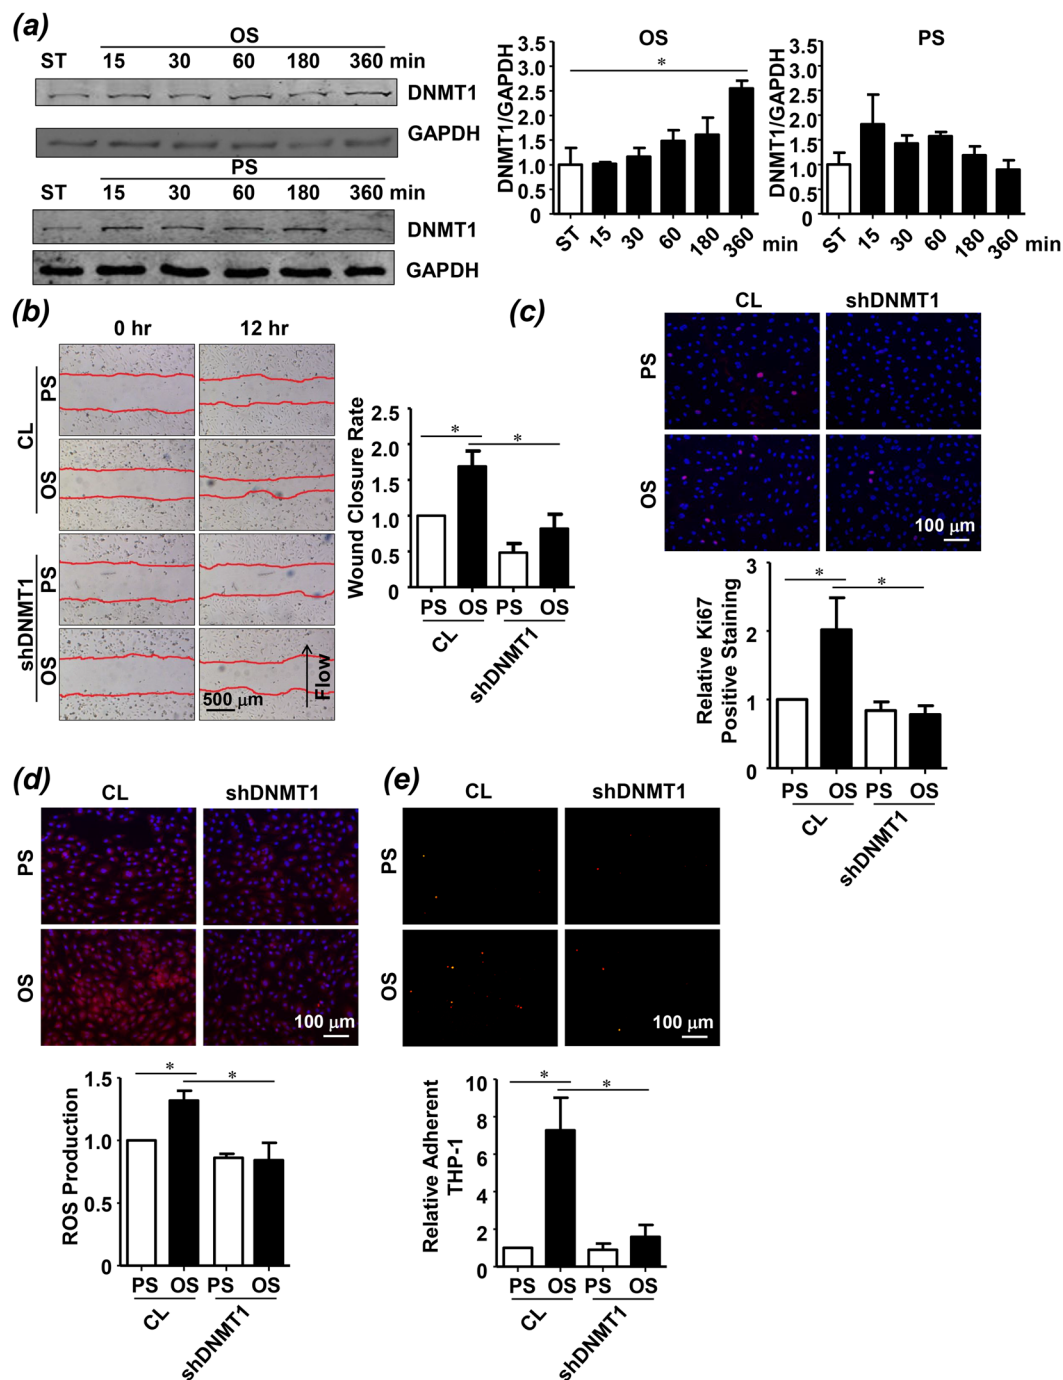 (a)
OS
ST 15 30 60 180 360 min
DNMT1
GAPDH
PS
ST 15 30 60 180 360 min
DNMT1
GAPDH
OS
DNMT1/GAPDH
3.5
3.0
2.5
2.0
1.5
1.0
0.5
0
*
ST 15 30 60 180 360 min
PS
DNMT1/GAPDH
3.5
3.0
2.5
2.0
1.5
1.0
0.5
0
ST 15 30 60 180 360 min
(b)
0 hr 12 hr
CL
PS
OS
shDNMT1
PS
OS
500 μm
Flow
Wound Closure Rate
2.5
2.0
1.5
1.0
0.5
0
* *
PS OS PS OS
CL shDNMT1
(c)
CL shDNMT1
PS
OS
100 μm
Relative Ki67
Positive Staining
3
2
1
0
* *
PS OS PS OS
CL shDNMT1
(d)
CL shDNMT1
PS
OS
100 μm
ROS Production
1.5
1.0
0.5
0
* *
PS OS PS OS
CL shDNMT1
(e)
CL shDNMT1
PS
OS
100 μm
Relative Adherent
THP-1
10
8
6
4
2
0
* *
PS OS PS OS
CL shDNMT1